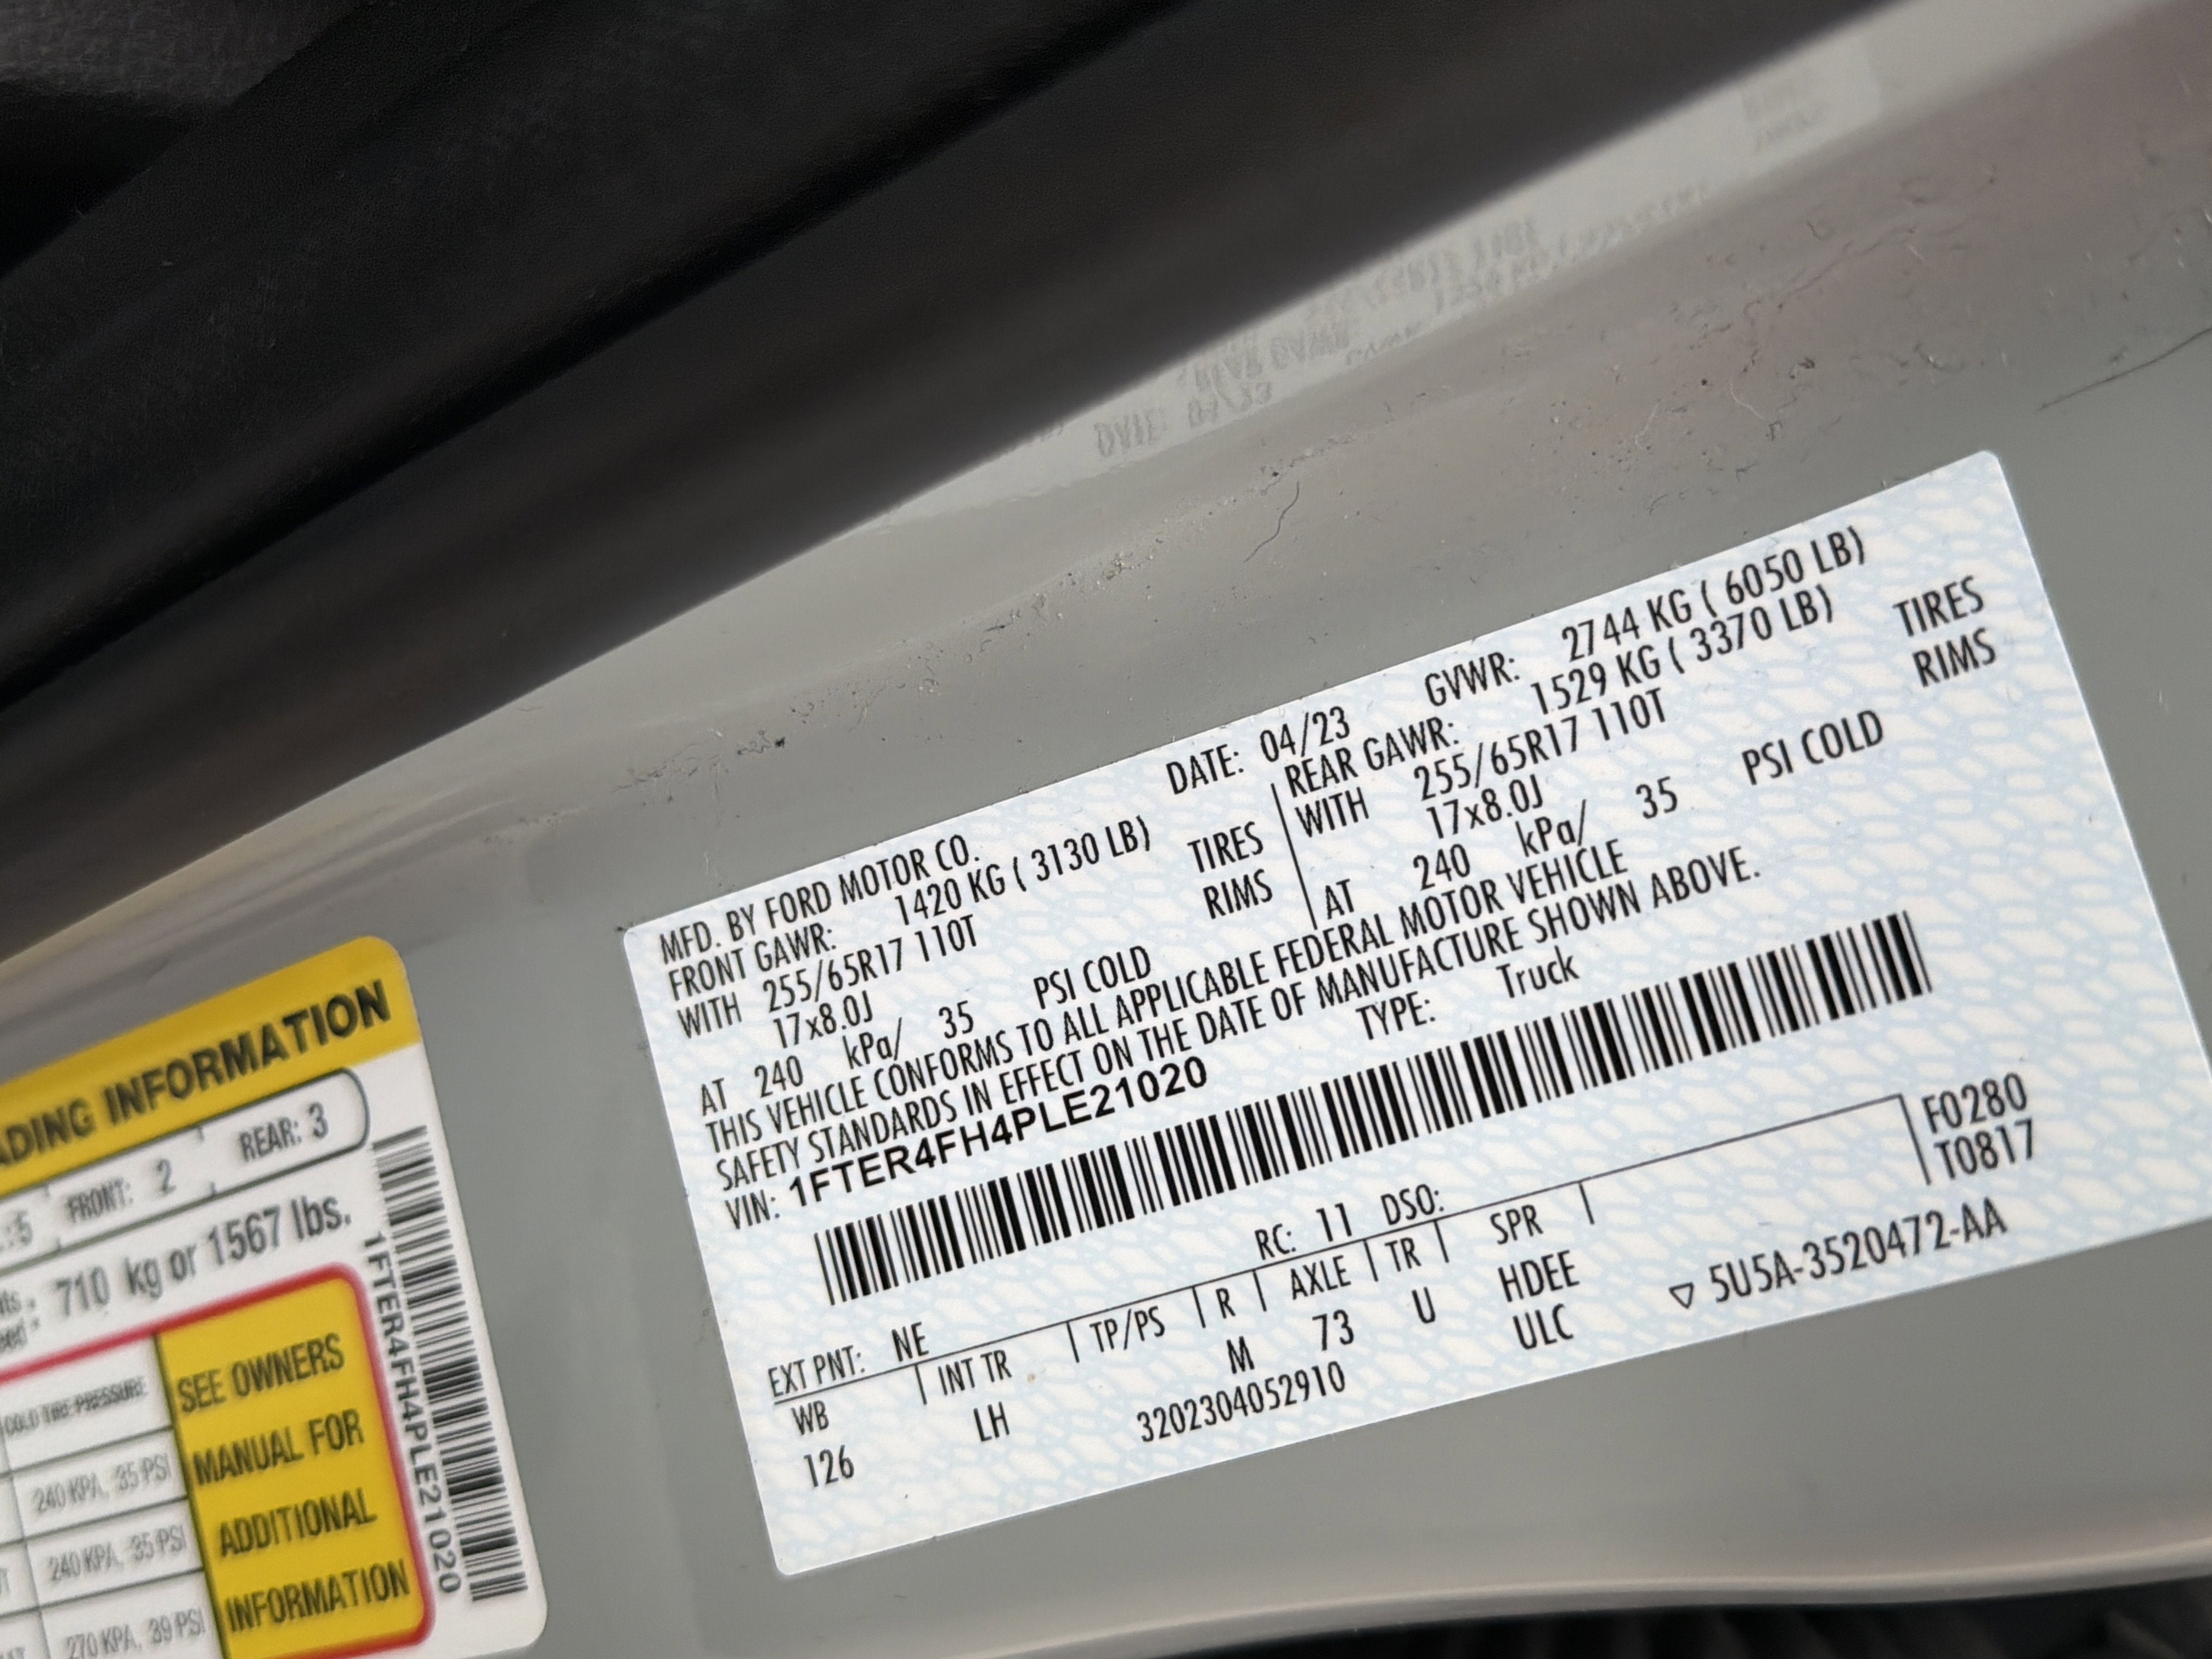 MFD. BY FORD MOTOR CO. DATE: 04/23 GVWR: 2744 KG ( 6050 LB)
FRONT GAWR: 1420 KG ( 3130 LB) REAR GAWR: 1529 KG ( 3370 LB)
WITH 255/65R17 110T TIRES WITH 255/65R17 110T TIRES
17x8.0J RIMS 17x8.0J RIMS
AT 240 kPa/ 35 PSI COLD AT 240 kPa/ 35 PSI COLD
THIS VEHICLE CONFORMS TO ALL APPLICABLE FEDERAL MOTOR VEHICLE
SAFETY STANDARDS IN EFFECT ON THE DATE OF MANUFACTURE SHOWN ABOVE.
VIN: 1FTER4FH4PLE21020 TYPE: Truck
F0280
T0817
EXT PNT: NE RC: 11 DSO:
WB INT TR TP/PS R AXLE TR SPR
126 LH M 73 U HDEE
3202304052910 ULC
5U5A-3520472-AA
ADING INFORMATION
:5 FRONT: 2 REAR: 3
710 kg or 1567 lbs.
COLD TIRE PRESSURE
240 KPA, 35 PSI
240 KPA, 35 PSI
270 KPA, 39 PSI
SEE OWNERS
MANUAL FOR
ADDITIONAL
INFORMATION
1FTER4FH4PLE21020